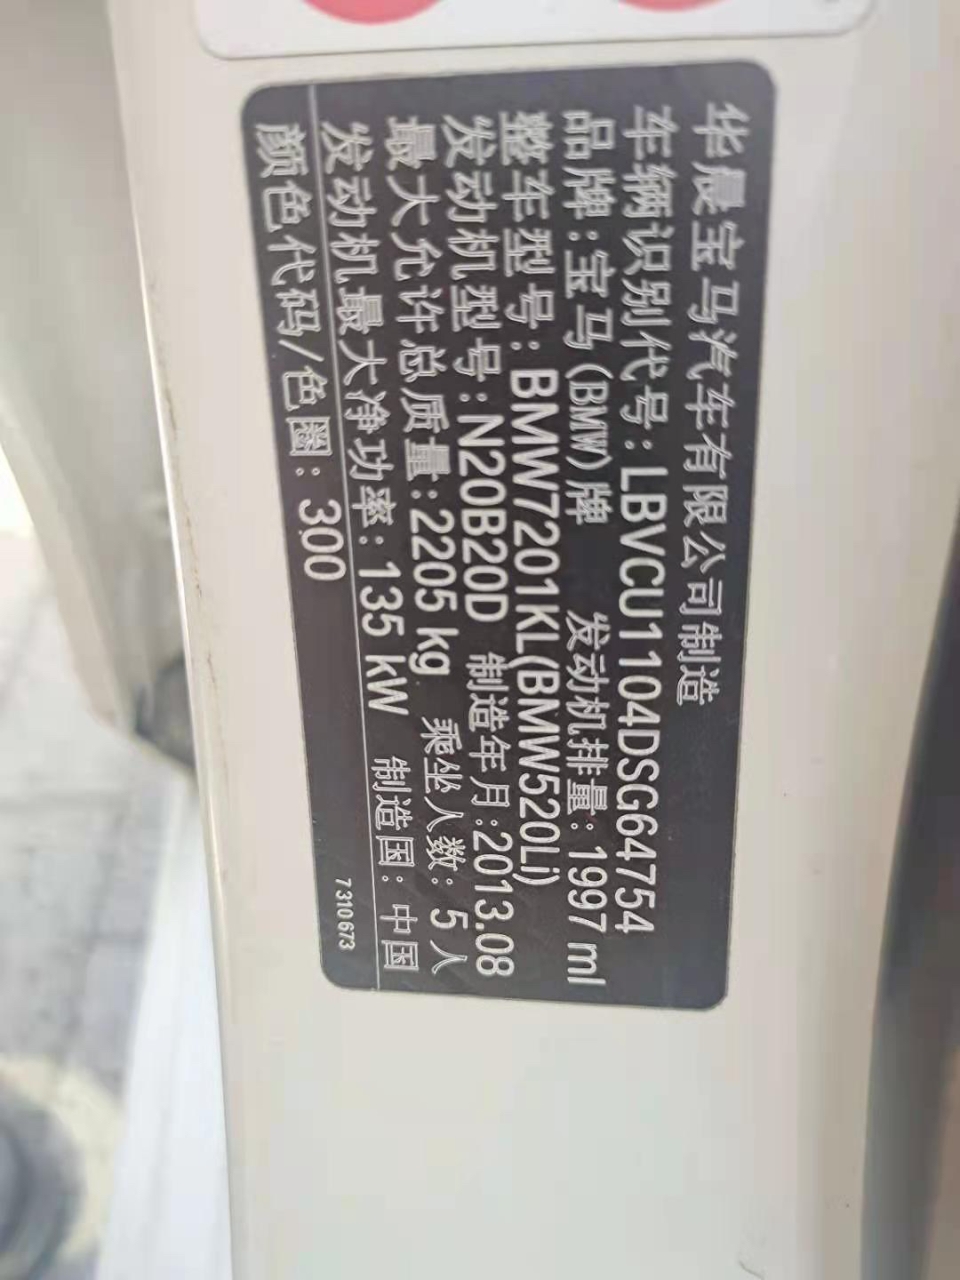 华晨宝马汽车有限公司制造
车辆识别代号：LBVCU1104DSG64754
品牌：宝马(BMW)牌 发动机排量：1997 ml
整车型号：BMW7201KL(BMW520Li)
发动机型号：N20B20D 制造年月：2013.08
最大允许总质量：2205 kg 乘坐人数：5 人
发动机最大净功率：135 kW 制造国：中国
颜色代码/色圈：300
7310673